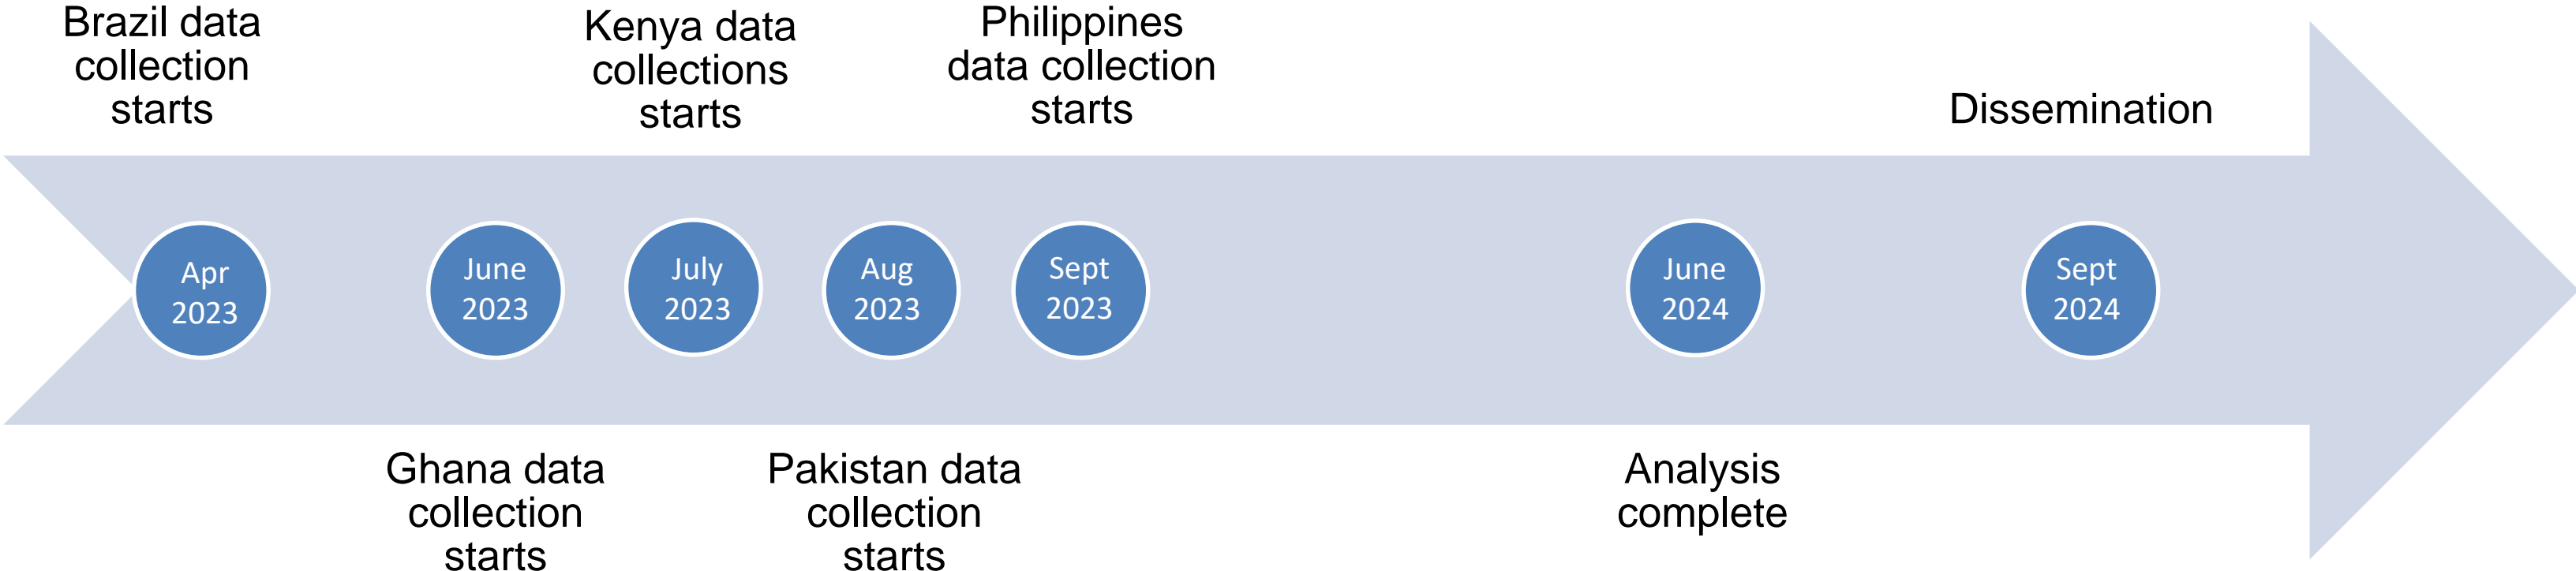 Brazil data
collection
starts
Kenya data
collections
starts
Philippines
data collection
starts
Dissemination
Apr
2023
June
2023
July
2023
Aug
2023
Sept
2023
June
2024
Sept
2024
Ghana data
collection
starts
Pakistan data
collection
starts
Analysis
complete